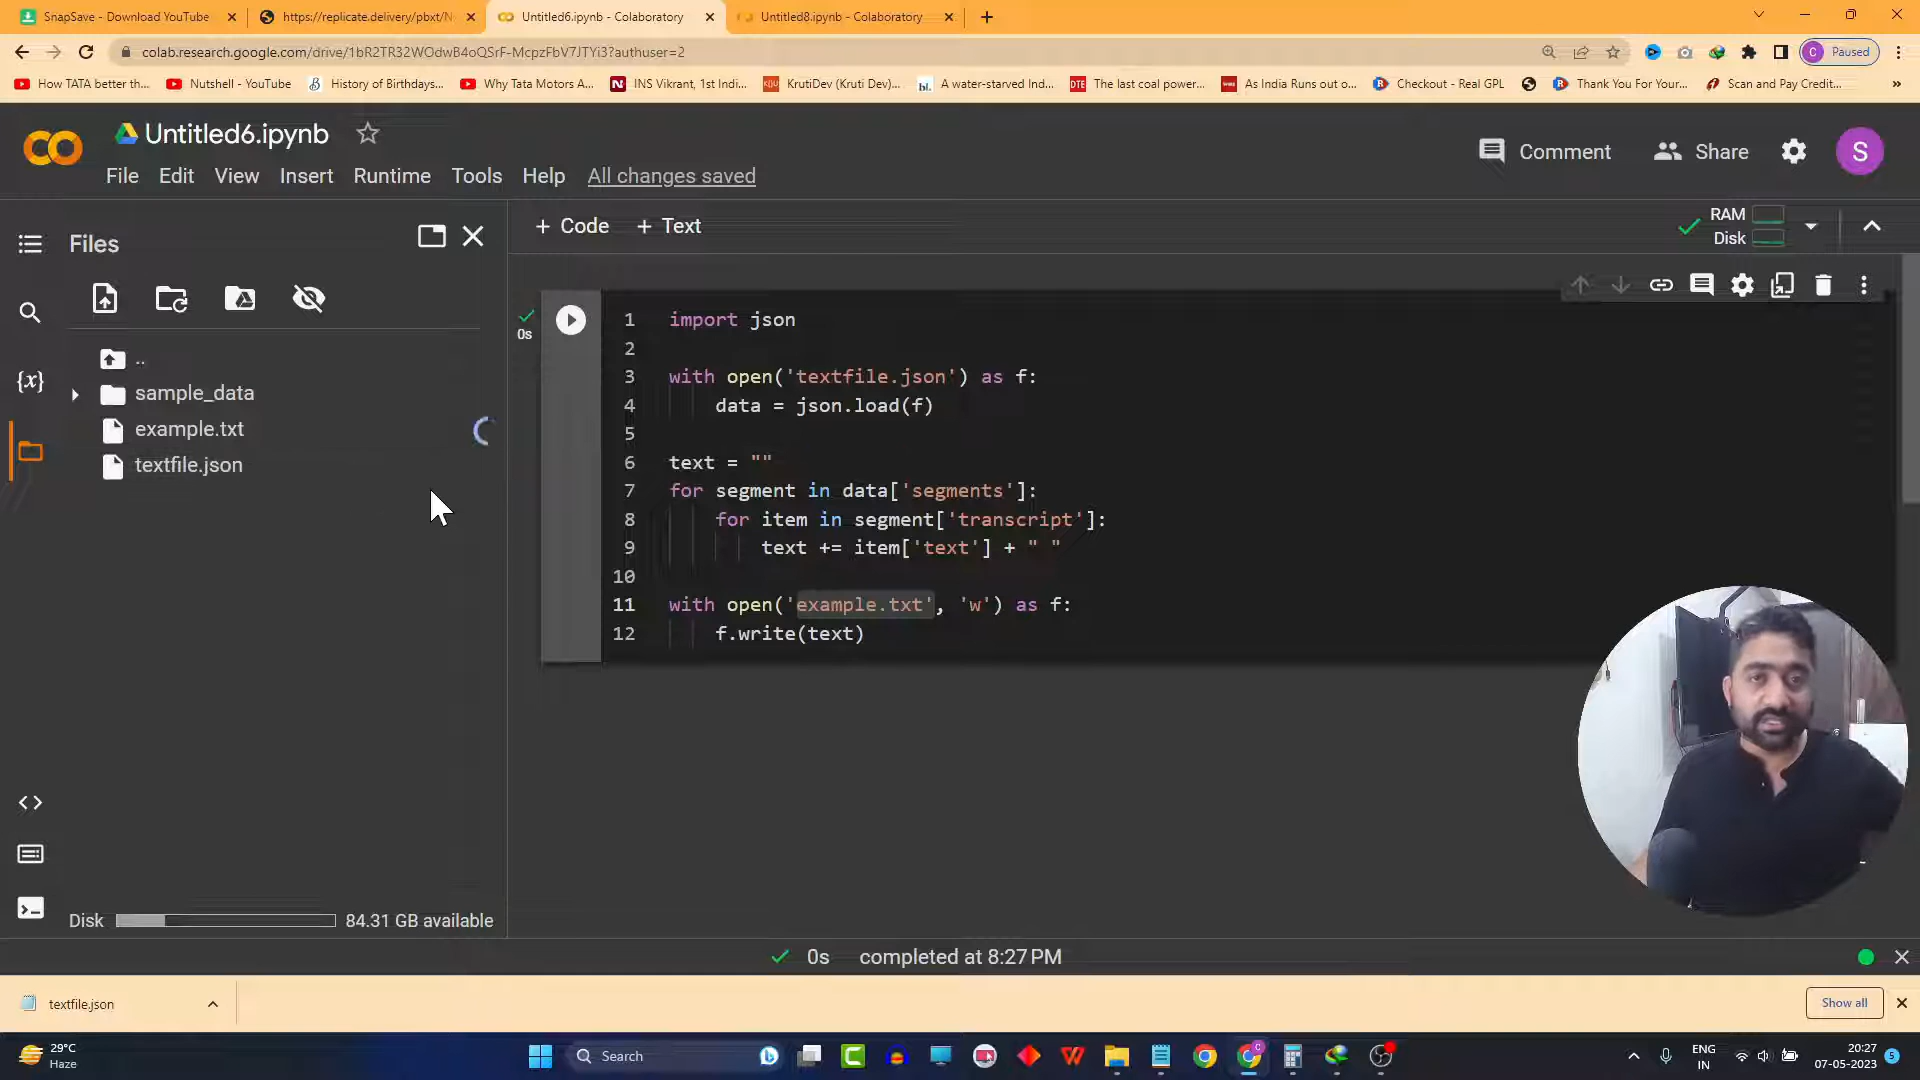 SnapSave - Download YouTube
https://replicate.delivery/pbxt/N
Untitled6.ipynb - Colaboratory
Untitled8.ipynb - Colaboratory
colab.research.google.com/drive/1bR2TR32WOdwB4oQSrF-McpzFbV7JTYi3?authuser=2
C Paused
How TATA better th...
Nutshell - YouTube
History of Birthdays...
Why Tata Motors A...
INS Vikrant, 1st Indi...
KrutiDev (Kruti Dev)...
A water-starved Ind...
The last coal power...
As India Runs out o...
Checkout - Real GPL
Thank You For Your...
Scan and Pay Credit...
Untitled6.ipynb
Comment
Share
S
File Edit View Insert Runtime Tools Help All changes saved
Files
+ Code + Text
RAM
Disk
..
sample_data
example.txt
textfile.json
{x}
0s
1 import json
2
3 with open('textfile.json') as f:
4 data = json.load(f)
5
6 text = ""
7 for segment in data['segments']:
8 for item in segment['transcript']:
9 text += item['text'] + " "
10
11 with open('example.txt', 'w') as f:
12 f.write(text)
Disk 84.31 GB available
0s completed at 8:27 PM
textfile.json
Show all
29°C
Haze
Search
ENG
IN
20:27
07-05-2023
5